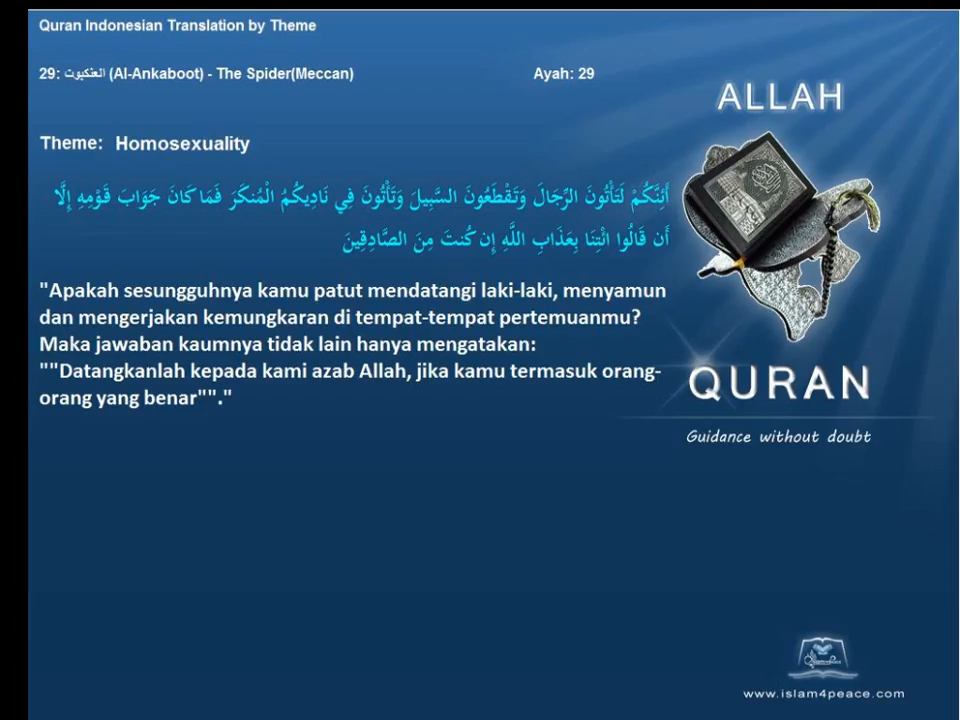 Quran Indonesian Translation by Theme
29: العنكبوت (Al-Ankaboot) - The Spider(Meccan) Ayah: 29
ALLAH
Theme: Homosexuality
أَئِنَّكُمْ لَتَأْتُونَ الرِّجَالَ وَتَقْطَعُونَ السَّبِيلَ وَتَأْتُونَ فِي نَادِيكُمُ الْمُنكَرَ فَمَا كَانَ جَوَابَ قَوْمِهِ إِلَّا
أَن قَالُوا ائْتِنَا بِعَذَابِ اللَّهِ إِن كُنتَ مِنَ الصَّادِقِينَ
"Apakah sesungguhnya kamu patut mendatangi laki-laki, menyamun
dan mengerjakan kemungkaran di tempat-tempat pertemuanmu?
Maka jawaban kaumnya tidak lain hanya mengatakan:
""Datangkanlah kepada kami azab Allah, jika kamu termasuk orang-
orang yang benar""."
QURAN
Guidance without doubt
www.islam4peace.com